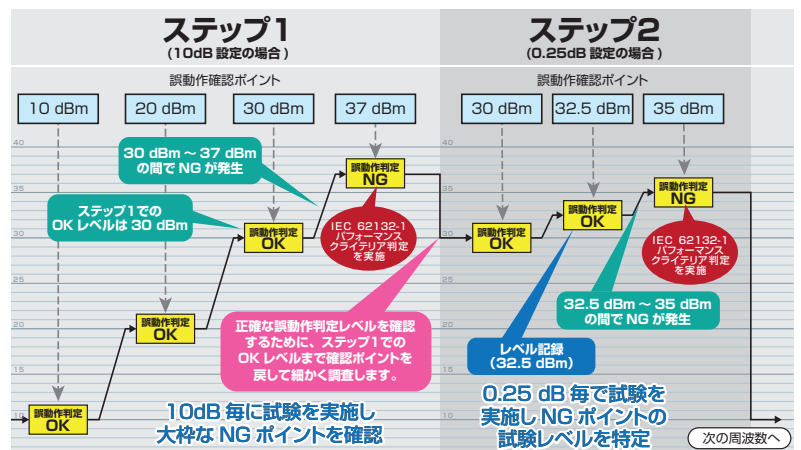 ステップ1
(10dB 設定の場合)
誤動作確認ポイント
10 dBm
20 dBm
30 dBm
37 dBm
ステップ2
(0.25dB 設定の場合)
誤動作確認ポイント
30 dBm
32.5 dBm
35 dBm
40
35
30
25
20
15
10
30 dBm ～ 37 dBm
の間で NG が発生
ステップ1での
OK レベルは 30 dBm
誤動作判定
OK
誤動作判定
OK
誤動作判定
OK
誤動作判定
NG
IEC 62132-1
パフォーマンス
クライテリア判定
を実施
正確な誤動作判定レベルを確認
するために、ステップ1での
OK レベルまで確認ポイントを
戻して細かく調査します。
10dB 毎に試験を実施し
大枠な NG ポイントを確認
40
35
30
25
20
15
10
誤動作判定
OK
誤動作判定
OK
誤動作判定
NG
IEC 62132-1
パフォーマンス
クライテリア判定
を実施
32.5 dBm ～ 35 dBm
の間で NG が発生
レベル記録
(32.5 dBm)
0.25 dB 毎で試験を
実施し NG ポイントの
試験レベルを特定
次の周波数へ